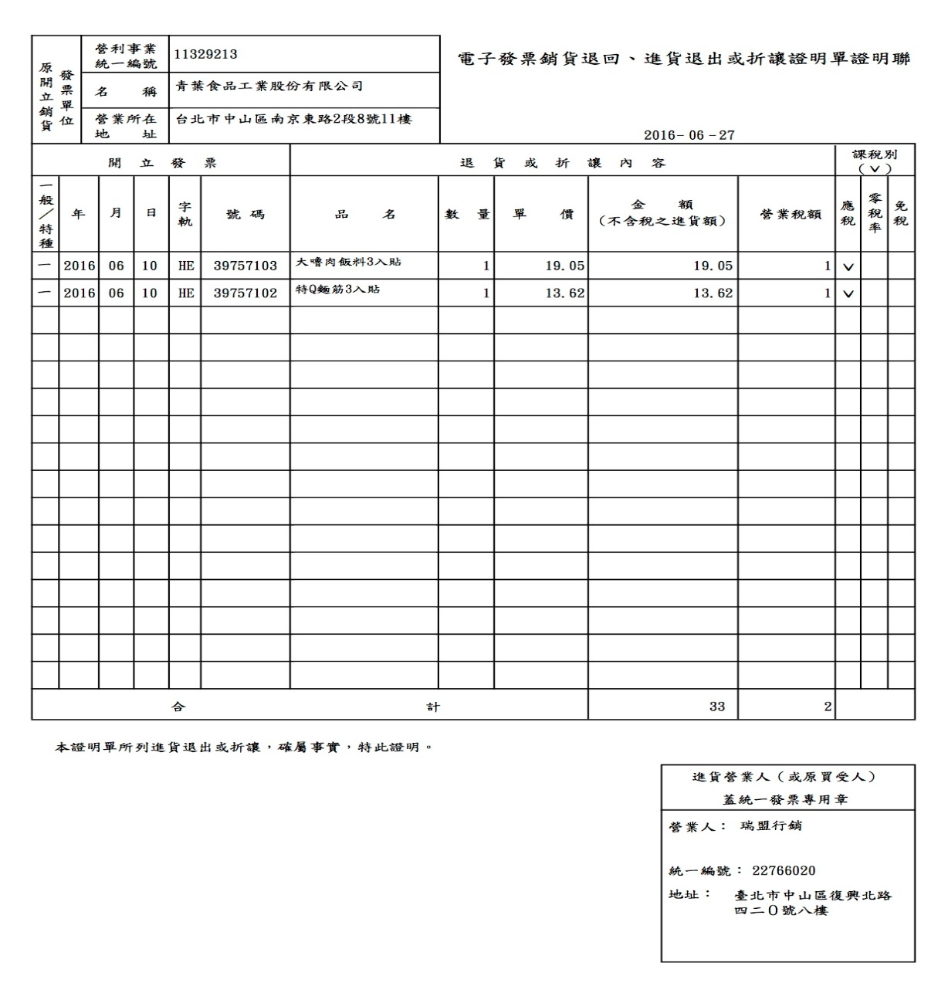 原開立銷貨
發票單位
營利事業
統一編號
11329213
電子發票銷貨退回、進貨退出或折讓證明單證明聯
名 稱
青葉食品工業股份有限公司
營業所在
地 址
台北市中山區南京東路2段8號11樓
2016-06-27
開立發票
退貨或折讓內容
課稅別
(∨)
一般/特種
年
月
日
字軌
號碼
品名
數量
單價
金額
(不含稅之進貨額)
營業稅額
應稅
零稅率
免稅
一 2016 06 10 HE 39757103 大嚕肉飯料3入貼 1 19.05 19.05 1 ∨
一 2016 06 10 HE 39757102 特Q麵筋3入貼 1 13.62 13.62 1 ∨
合計 33 2
本證明單所列進貨退出或折讓,確屬事實,特此證明。
進貨營業人(或原買受人)
蓋統一發票專用章
營業人: 瑞盟行銷
統一編號: 22766020
地址: 臺北市中山區復興北路
四二0號八樓